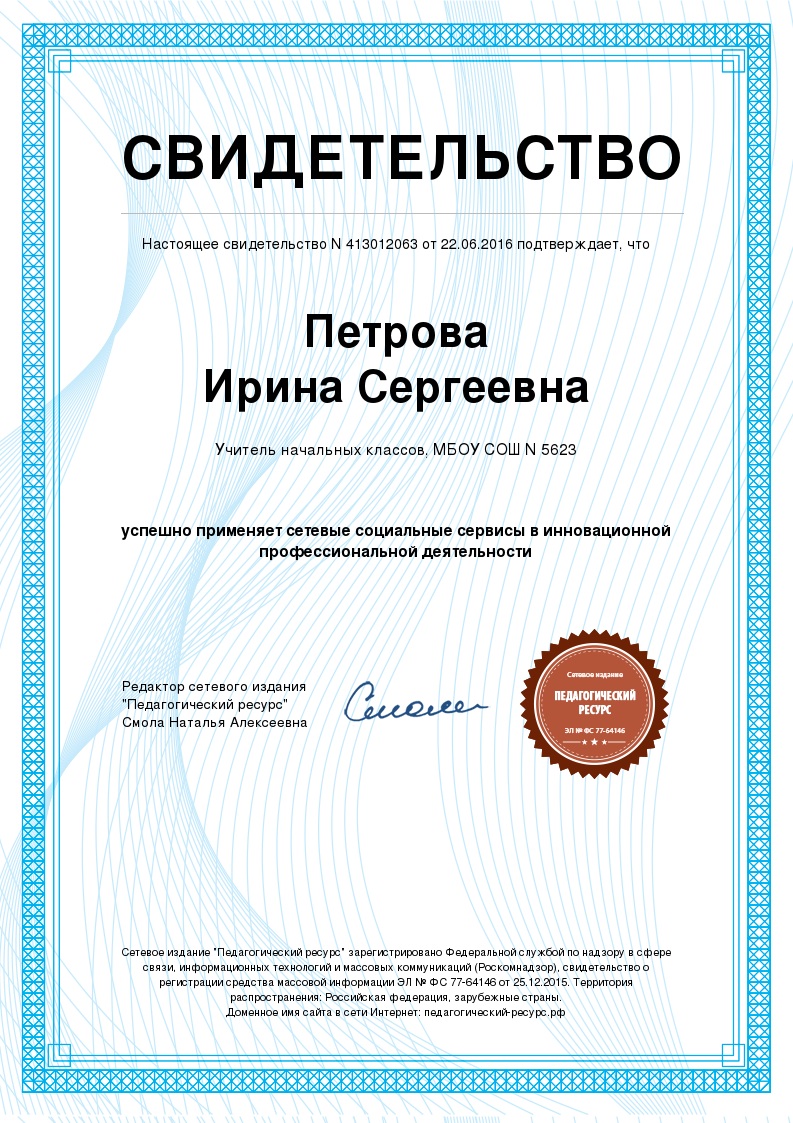 СВИДЕТЕЛЬСТВО
Настоящее свидетельство N 413012063 от 22.06.2016 подтверждает, что
Петрова
Ирина Сергеевна
Учитель начальных классов, МБОУ СОШ N 5623
успешно применяет сетевые социальные сервисы в инновационной
профессиональной деятельности
Редактор сетевого издания
"Педагогический ресурс"
Смола Наталья Алексеевна
Сетевое издание
ПЕДАГОГИЧЕСКИЙ
РЕСУРС
ЭЛ № ФС 77-64146
Сетевое издание "Педагогический ресурс" зарегистрировано Федеральной службой по надзору в сфере
связи, информационных технологий и массовых коммуникаций (Роскомнадзор), свидетельство о
регистрации средства массовой информации ЭЛ № ФС 77-64146 от 25.12.2015. Территория
распространения: Российская федерация, зарубежные страны.
Доменное имя сайта в сети Интернет: педагогический-ресурс.рф